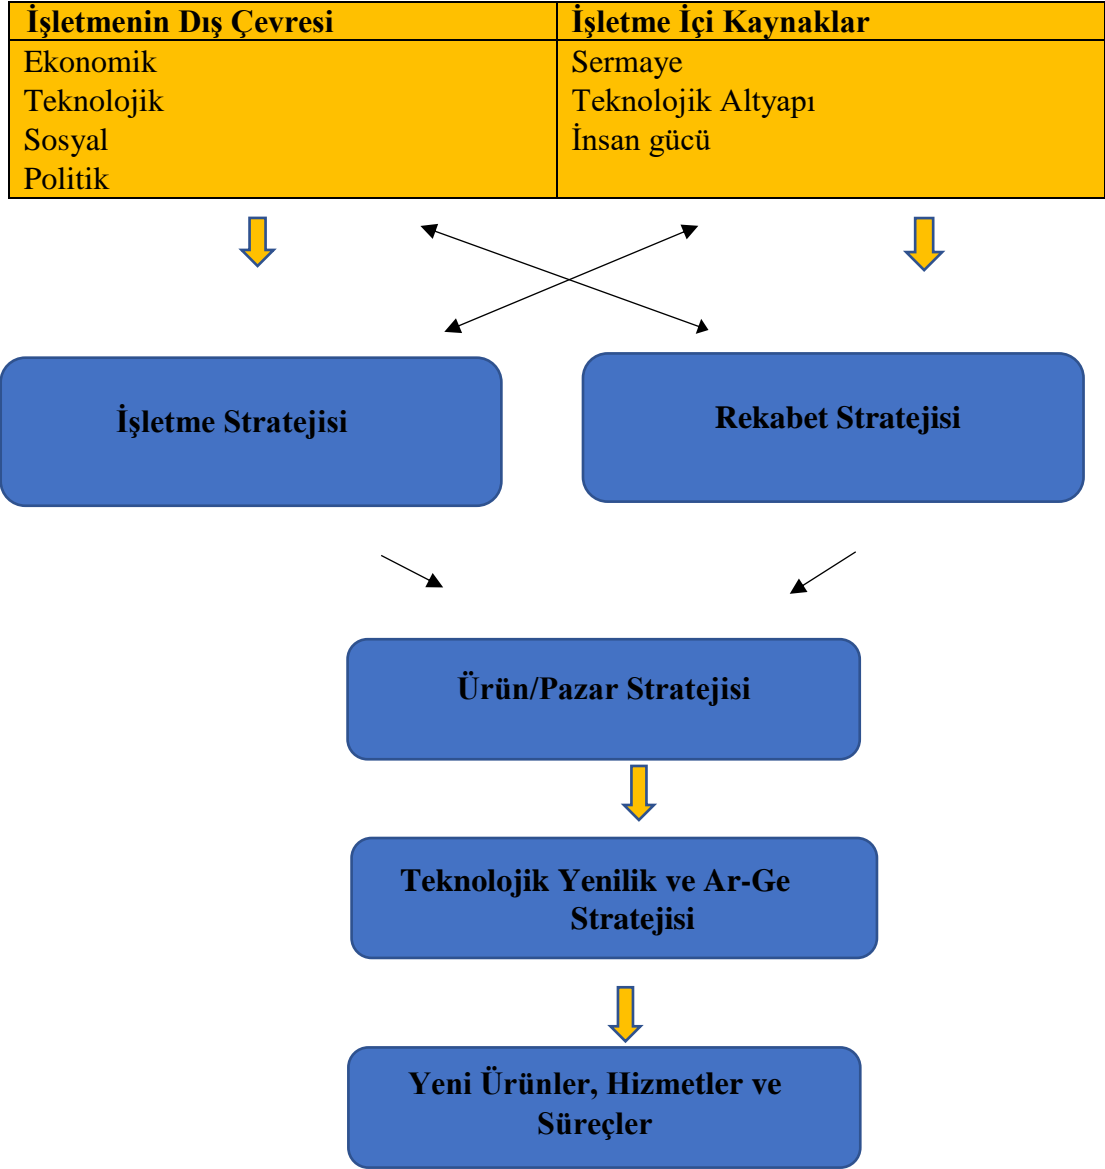 İşletmenin Dış Çevresi
İşletme İçi Kaynaklar
Ekonomik
Teknolojik
Sosyal
Politik
Sermaye
Teknolojik Altyapı
İnsan gücü
İşletme Stratejisi
Rekabet Stratejisi
Ürün/Pazar Stratejisi
Teknolojik Yenilik ve Ar-Ge
Stratejisi
Yeni Ürünler, Hizmetler ve
Süreçler